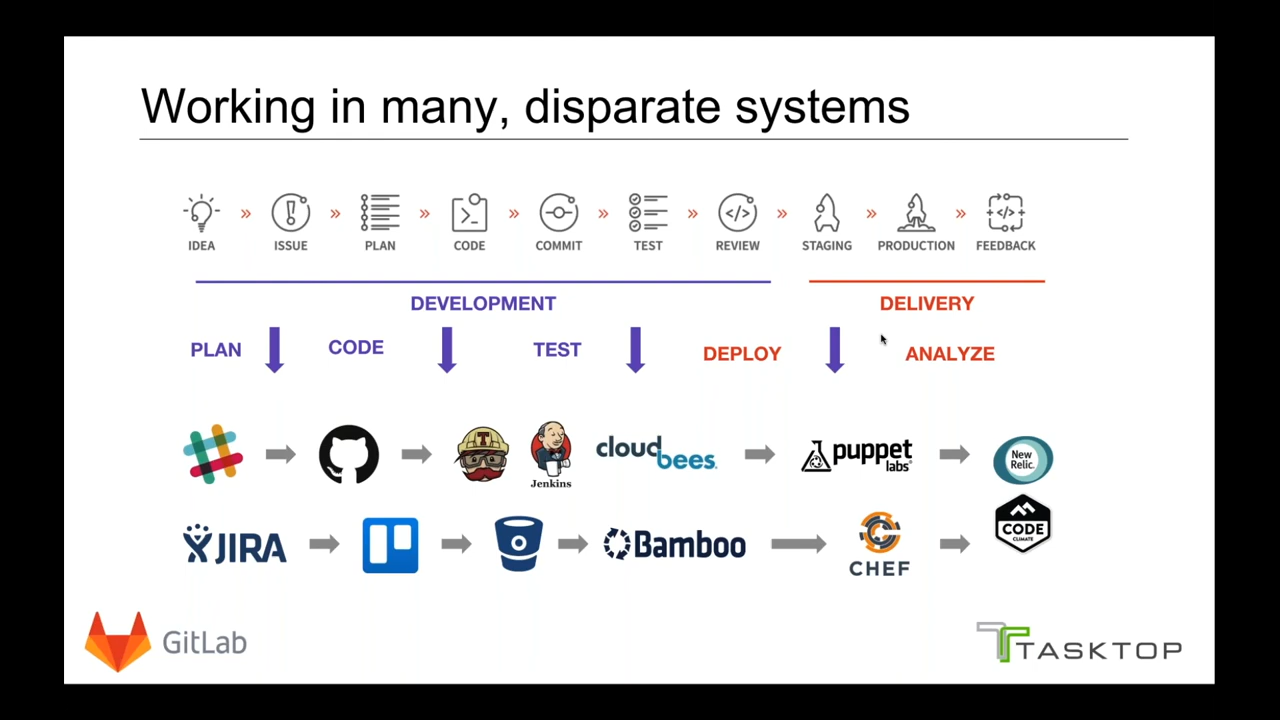 Working in many, disparate systems
IDEA » ISSUE » PLAN » CODE » COMMIT » TEST » REVIEW » STAGING » PRODUCTION » FEEDBACK
DEVELOPMENT DELIVERY
PLAN CODE TEST DEPLOY ANALYZE
T Jenkins cloudbees. puppet labs® New Relic.
JIRA Bamboo CHEF CODE CLIMATE
GitLab TASKTOP